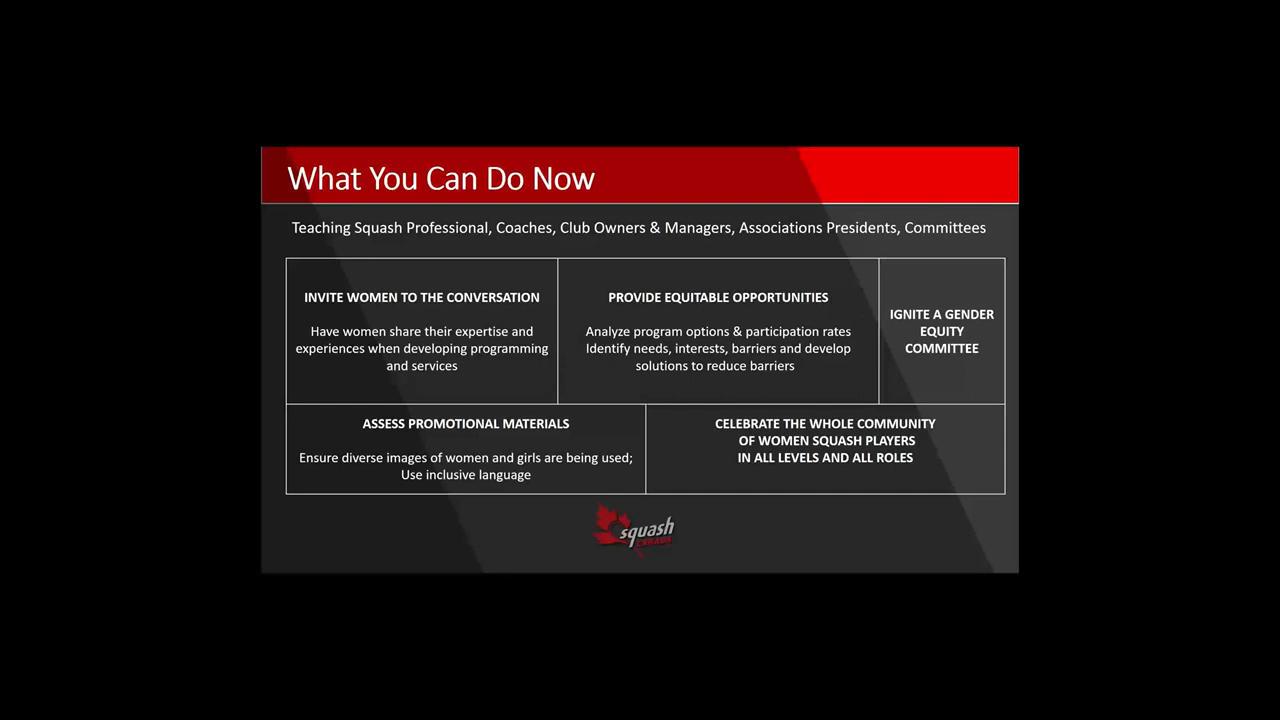 What You Can Do Now
Teaching Squash Professional, Coaches, Club Owners & Managers, Associations Presidents, Committees
INVITE WOMEN TO THE CONVERSATION
Have women share their expertise and
experiences when developing programming
and services
PROVIDE EQUITABLE OPPORTUNITIES
Analyze program options & participation rates
Identify needs, interests, barriers and develop
solutions to reduce barriers
IGNITE A GENDER
EQUITY
COMMITTEE
ASSESS PROMOTIONAL MATERIALS
Ensure diverse images of women and girls are being used;
Use inclusive language
CELEBRATE THE WHOLE COMMUNITY
OF WOMEN SQUASH PLAYERS
IN ALL LEVELS AND ALL ROLES
squash
CANADA